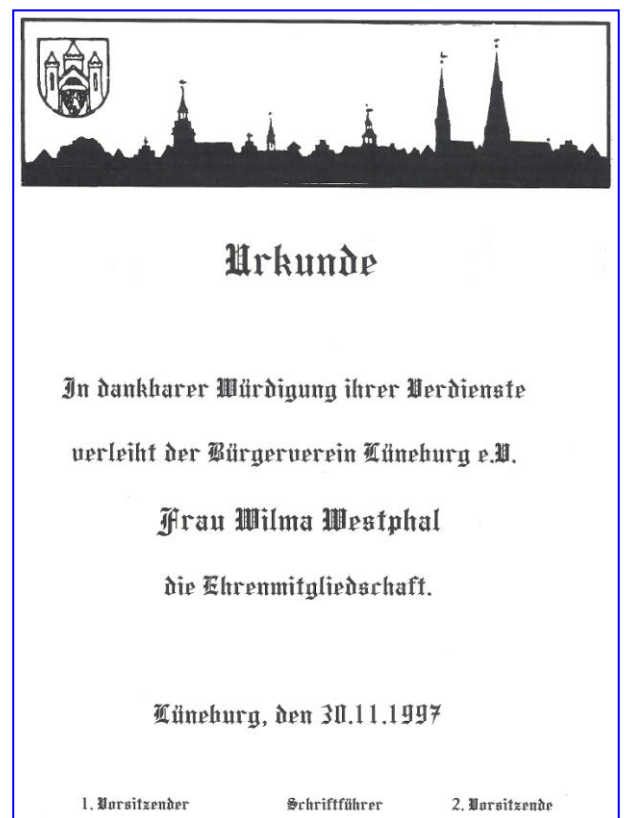 Urkunde
In dankbarer Würdigung ihrer Verdienste
verleiht der Bürgerverein Lüneburg e.V.
Frau Wilma Westphal
die Ehrenmitgliedschaft.
Lüneburg, den 30.11.1997
1. Vorsitzender Schriftführer 2. Vorsitzende